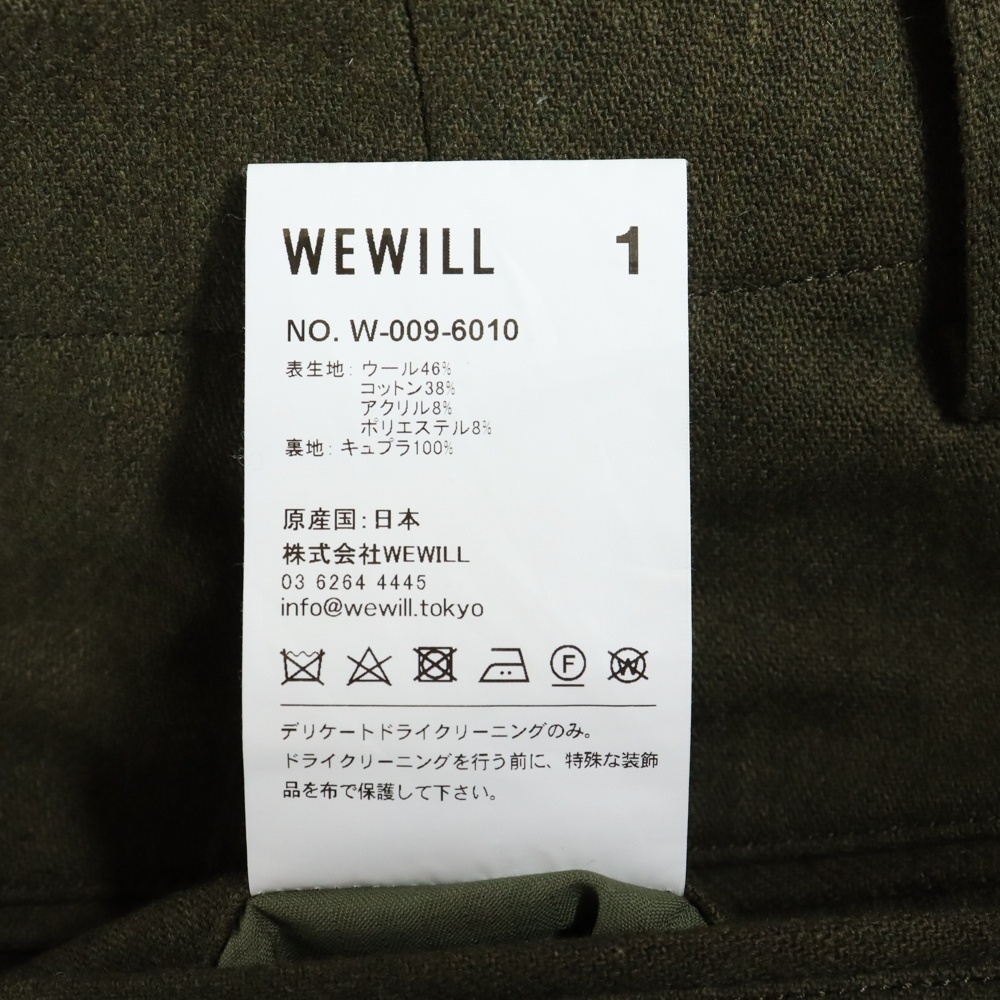 WEWILL 1
NO. W-009-6010
表生地: ウール46%
コットン38%
アクリル8%
ポリエステル8%
裏地: キュプラ100%
原産国:日本
株式会社WEWILL
03 6264 4445
info@wewill.tokyo
F W
デリケートドライクリーニングのみ。
ドライクリーニングを行う前に、特殊な装飾
品を布で保護して下さい。